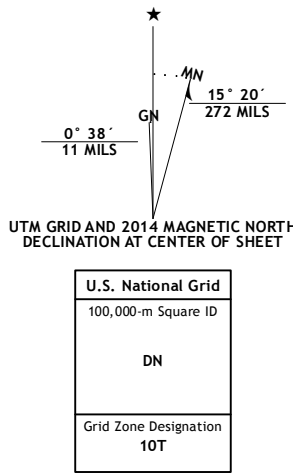 ★
MN
GN
15° 20´
272 MILS
0° 38´
11 MILS
UTM GRID AND 2014 MAGNETIC NORTH
DECLINATION AT CENTER OF SHEET
U.S. National Grid
100,000-m Square ID
DN
Grid Zone Designation
10T